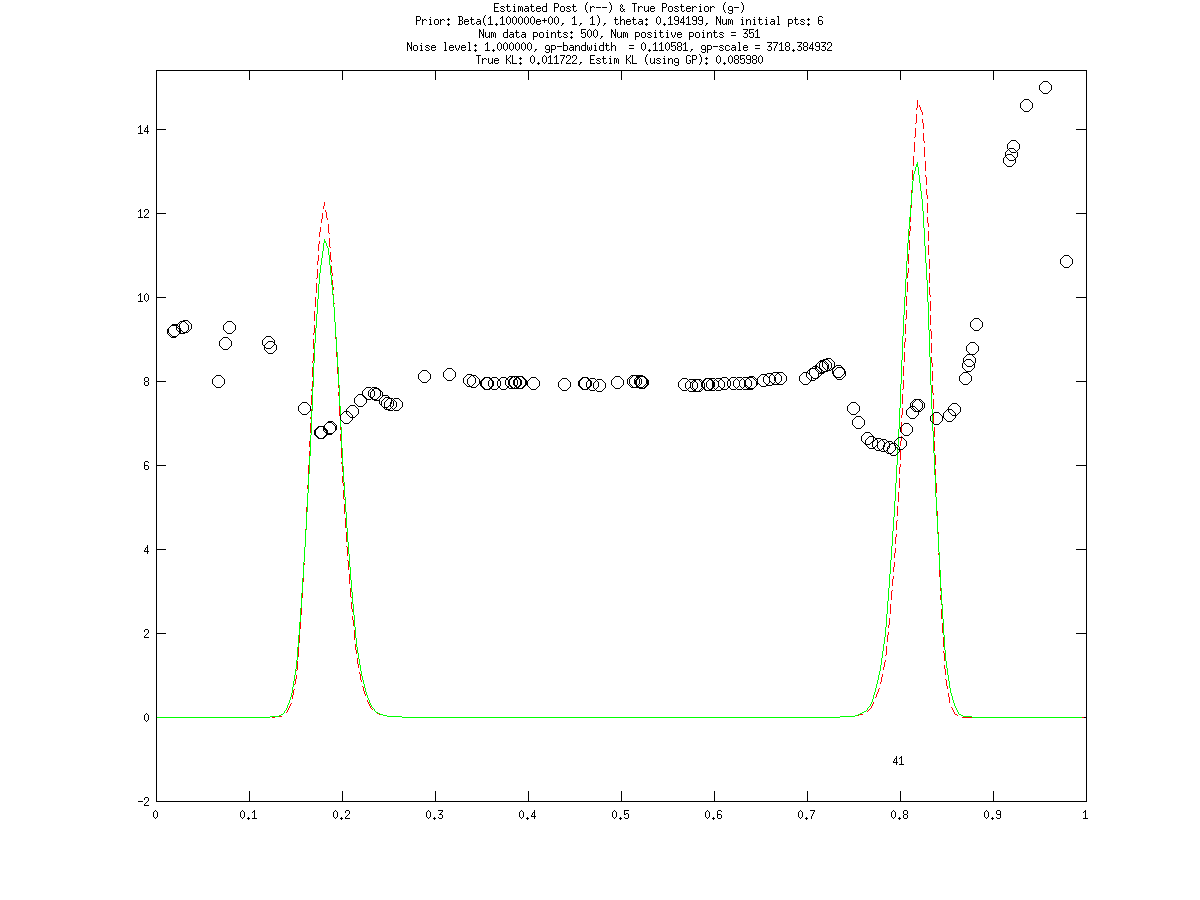 Estimated Post (r--) & True Posterior (g-)
Prior: Beta(1.100000e+00, 1, 1), theta: 0.194199, Num initial pts: 6
Num data points: 500, Num positive points = 351
Noise level: 1.000000, gp-bandwidth  = 0.110581, gp-scale = 3718.384932
True KL: 0.011722, Estim KL (using GP): 0.085980
14
12
10
8
6
4
2
0
41
-2
0 0.1 0.2 0.3 0.4 0.5 0.6 0.7 0.8 0.9 1